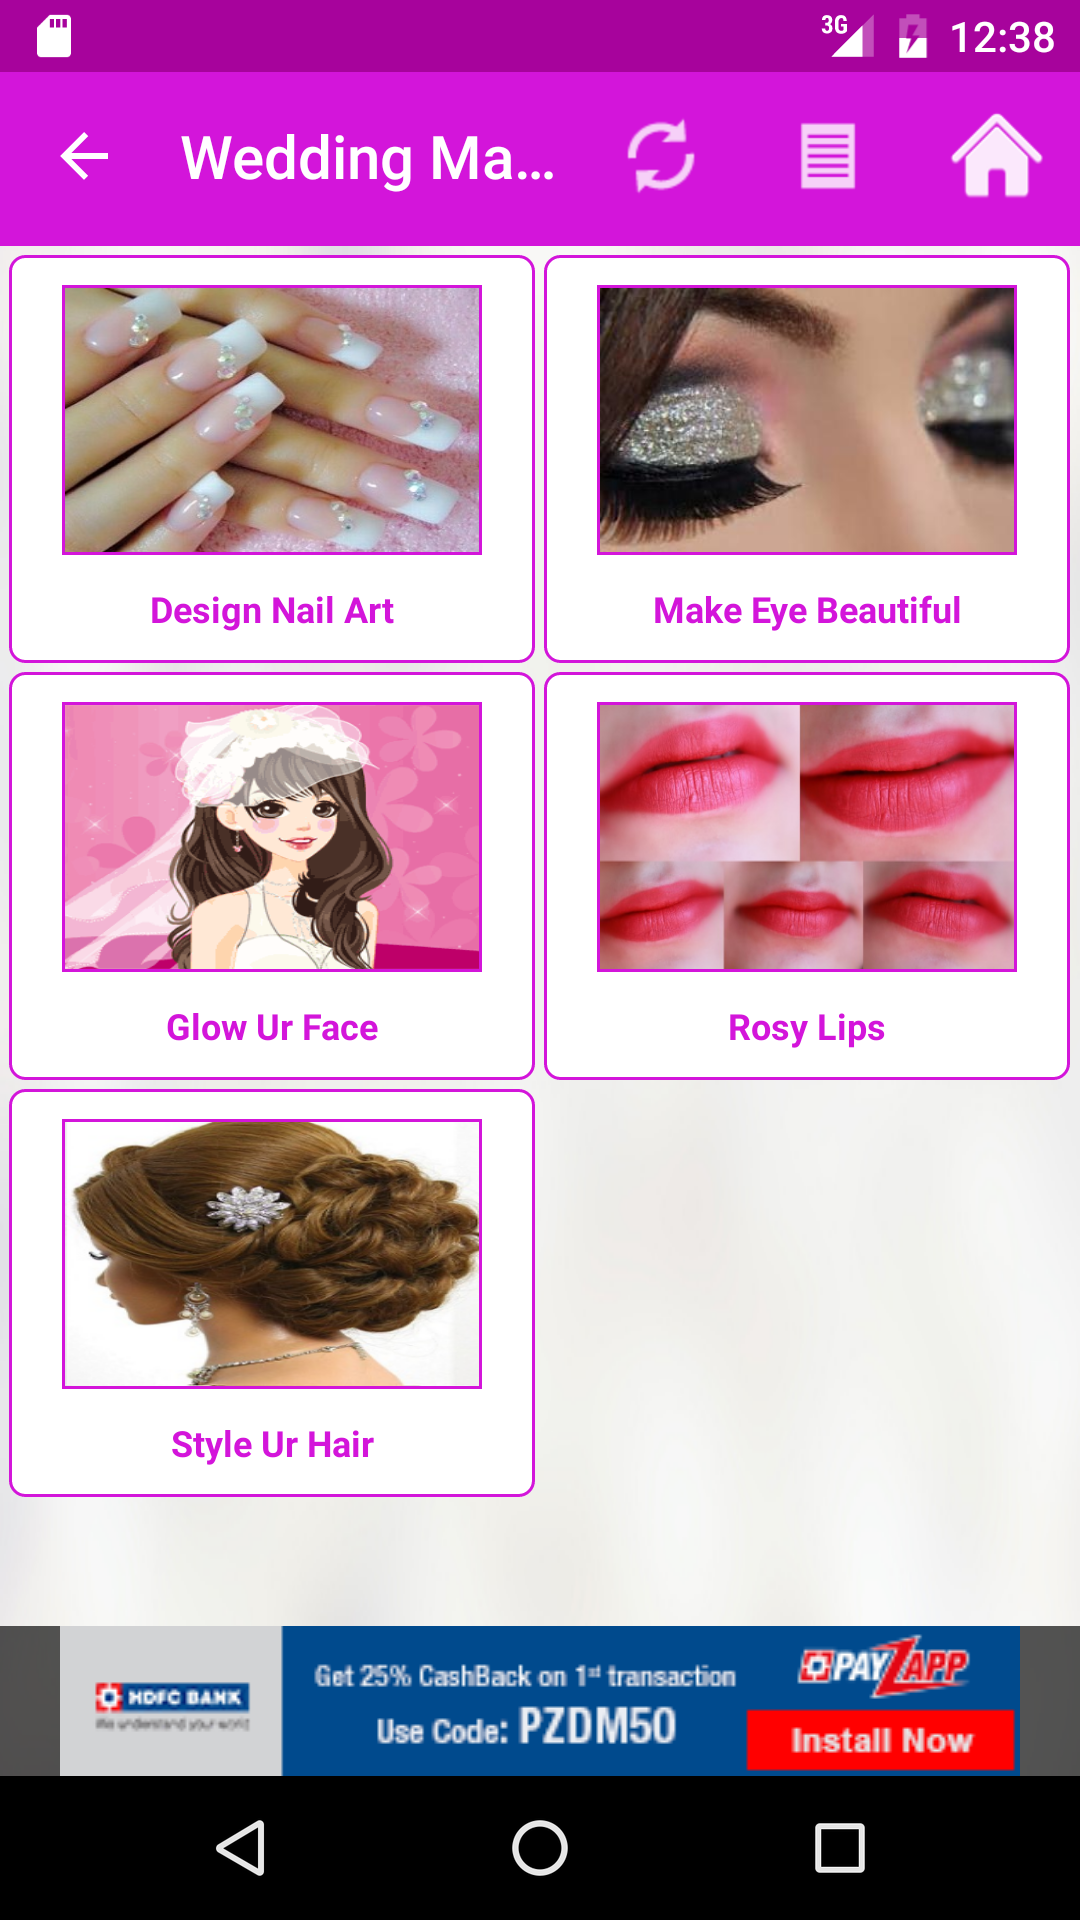 3G 12:38
Wedding Ma...
Design Nail Art
Make Eye Beautiful
Glow Ur Face
Rosy Lips
Style Ur Hair
HDFC BANK
We understand your world
Get 25% CashBack on 1st transaction
Use Code: PZDM50
PAYZAPP
Install Now